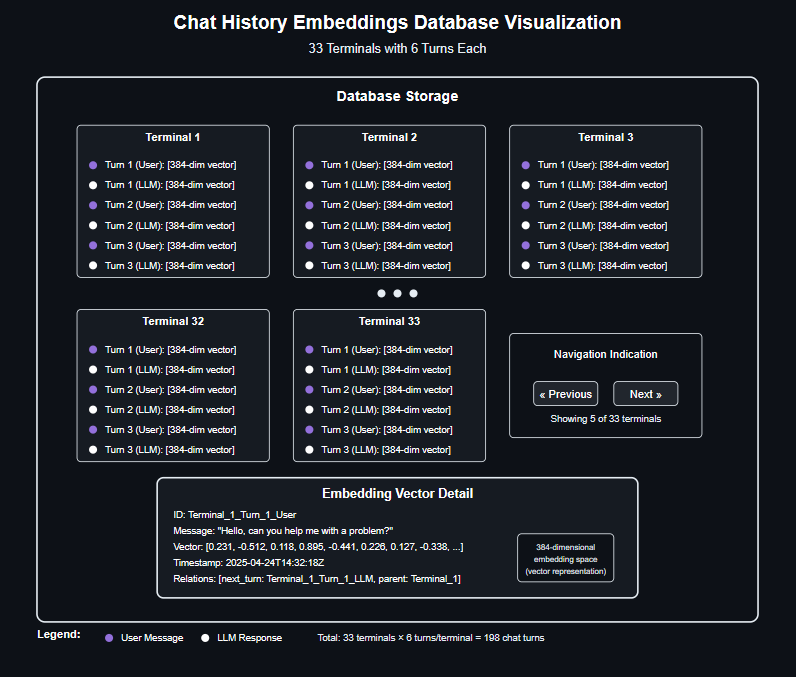 Chat History Embeddings Database Visualization
33 Terminals with 6 Turns Each
Database Storage
Terminal 1
Turn 1 (User): [384-dim vector]
Turn 1 (LLM): [384-dim vector]
Turn 2 (User): [384-dim vector]
Turn 2 (LLM): [384-dim vector]
Turn 3 (User): [384-dim vector]
Turn 3 (LLM): [384-dim vector]
Terminal 2
Turn 1 (User): [384-dim vector]
Turn 1 (LLM): [384-dim vector]
Turn 2 (User): [384-dim vector]
Turn 2 (LLM): [384-dim vector]
Turn 3 (User): [384-dim vector]
Turn 3 (LLM): [384-dim vector]
Terminal 3
Turn 1 (User): [384-dim vector]
Turn 1 (LLM): [384-dim vector]
Turn 2 (User): [384-dim vector]
Turn 2 (LLM): [384-dim vector]
Turn 3 (User): [384-dim vector]
Turn 3 (LLM): [384-dim vector]
Terminal 32
Turn 1 (User): [384-dim vector]
Turn 1 (LLM): [384-dim vector]
Turn 2 (User): [384-dim vector]
Turn 2 (LLM): [384-dim vector]
Turn 3 (User): [384-dim vector]
Turn 3 (LLM): [384-dim vector]
Terminal 33
Turn 1 (User): [384-dim vector]
Turn 1 (LLM): [384-dim vector]
Turn 2 (User): [384-dim vector]
Turn 2 (LLM): [384-dim vector]
Turn 3 (User): [384-dim vector]
Turn 3 (LLM): [384-dim vector]
Navigation Indication
« Previous
Next »
Showing 5 of 33 terminals
Embedding Vector Detail
ID: Terminal_1_Turn_1_User
Message: "Hello, can you help me with a problem?"
Vector: [0.231, -0.512, 0.118, 0.895, -0.441, 0.226, 0.127, -0.338, ...]
Timestamp: 2025-04-24T14:32:18Z
Relations: [next_turn: Terminal_1_Turn_1_LLM, parent: Terminal_1]
384-dimensional
embedding space
(vector representation)
Legend:
User Message
LLM Response
Total: 33 terminals × 6 turns/terminal = 198 chat turns